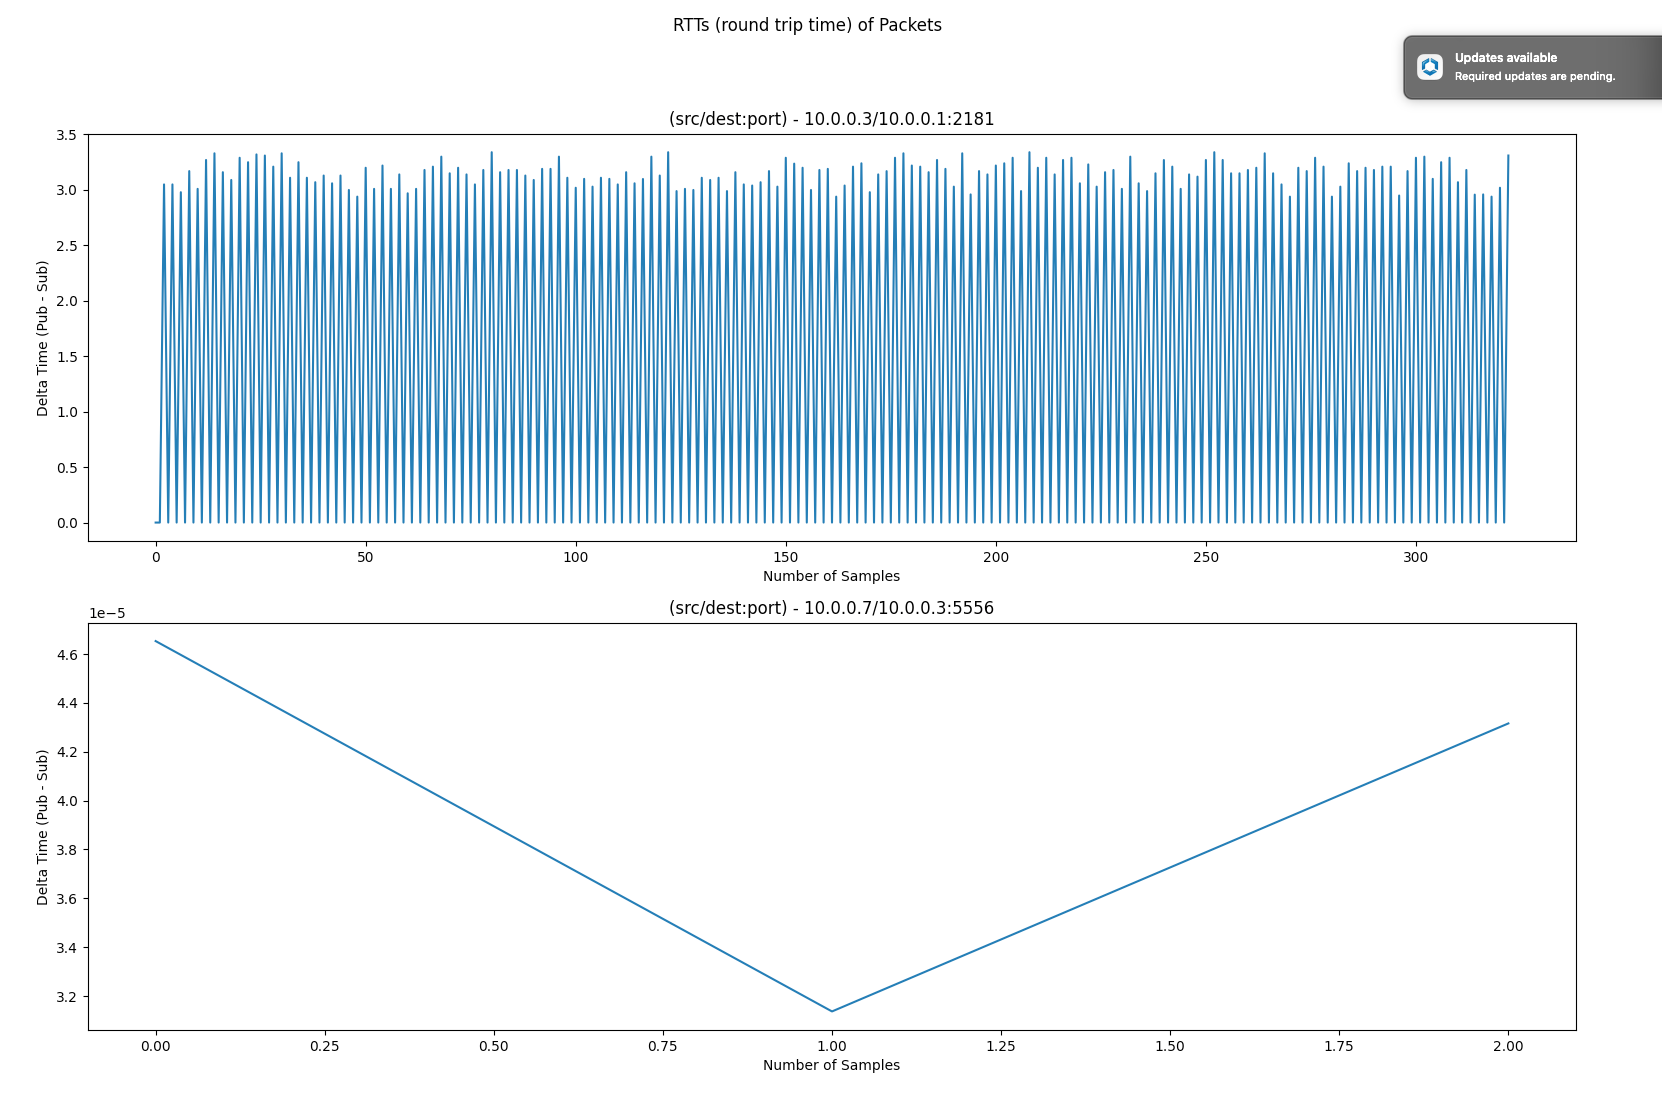 RTTs (round trip time) of Packets
Updates available
Required updates are pending.
(src/dest:port) - 10.0.0.3/10.0.0.1:2181
3.5
3.0
2.5
2.0
1.5
1.0
0.5
0.0
Delta Time (Pub - Sub)
0 50 100 150 200 250 300
Number of Samples
(src/dest:port) - 10.0.0.7/10.0.0.3:5556
1e−5
4.6
4.4
4.2
4.0
3.8
3.6
3.4
3.2
Delta Time (Pub - Sub)
0.00 0.25 0.50 0.75 1.00 1.25 1.50 1.75 2.00
Number of Samples